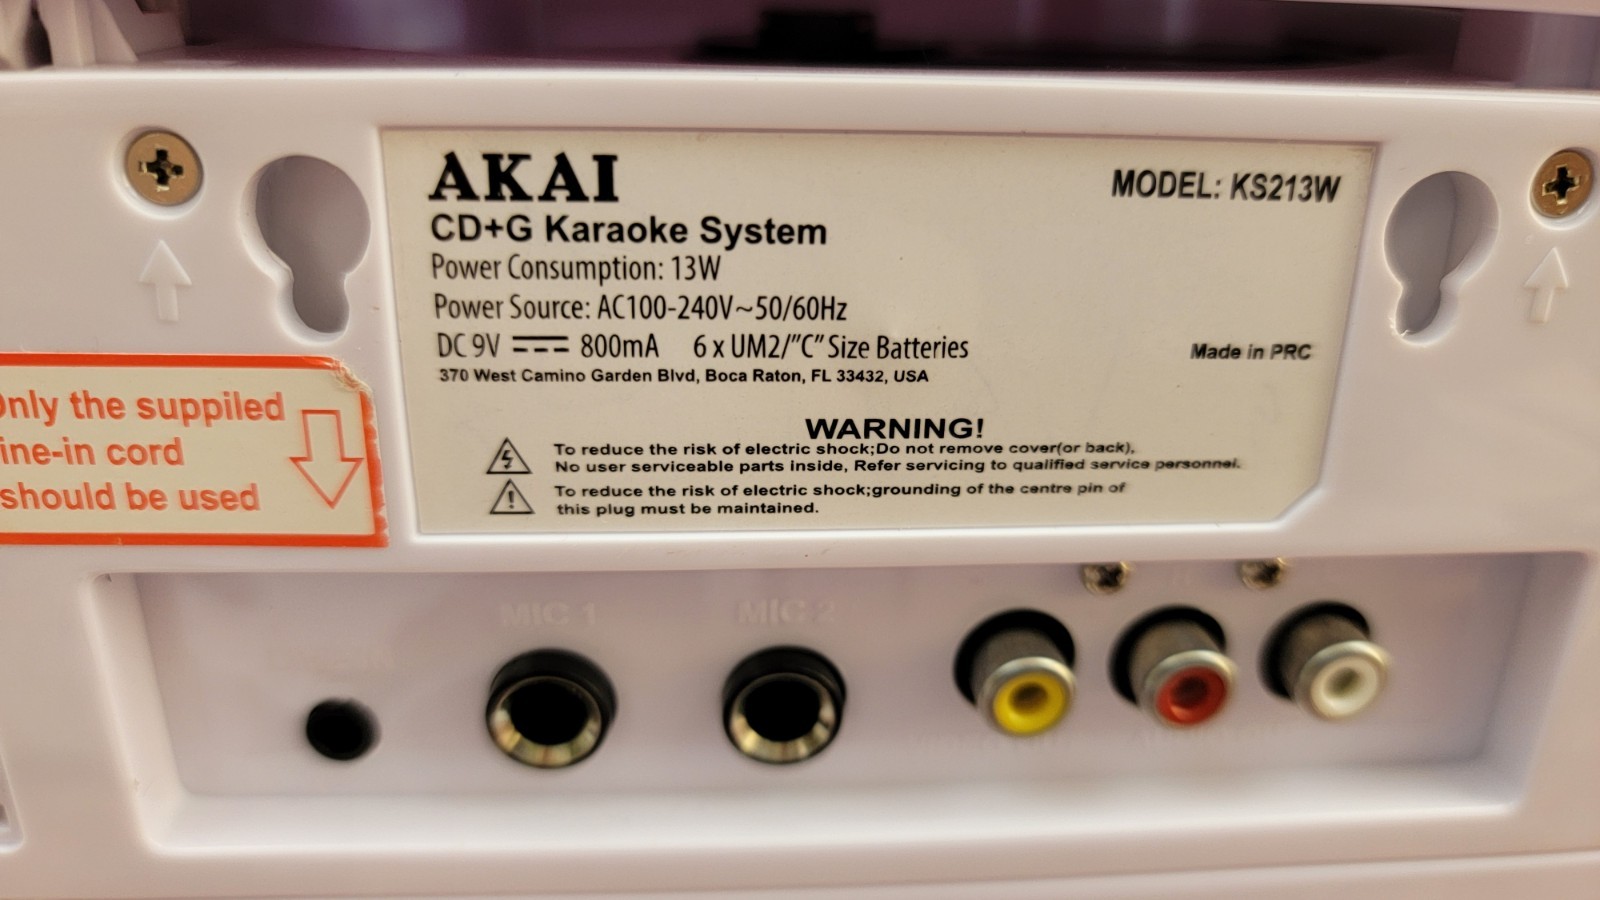 AKAI
MODEL: KS213W
CD+G Karaoke System
Power Consumption: 13W
Power Source: AC100-240V~50/60Hz
DC 9V 800mA 6 x UM2/"C" Size Batteries
Made in PRC
370 West Camino Garden Blvd, Boca Raton, FL 33432, USA
WARNING!
To reduce the risk of electric shock;Do not remove cover(or back),
No user serviceable parts inside, Refer servicing to qualified service personnel.
To reduce the risk of electric shock;grounding of the centre pin of
this plug must be maintained.
Only the suppiled
ine-in cord
should be used
MIC 1
MIC 2